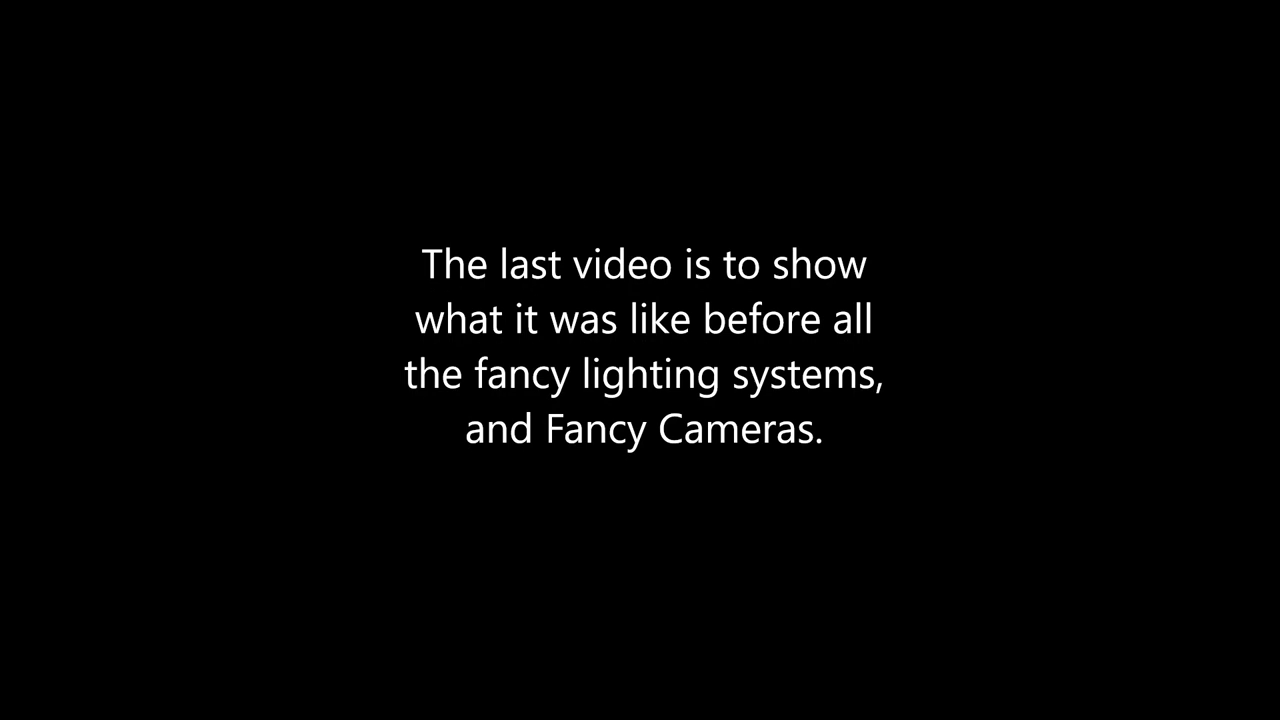 The last video is to show
what it was like before all
the fancy lighting systems,
and Fancy Cameras.